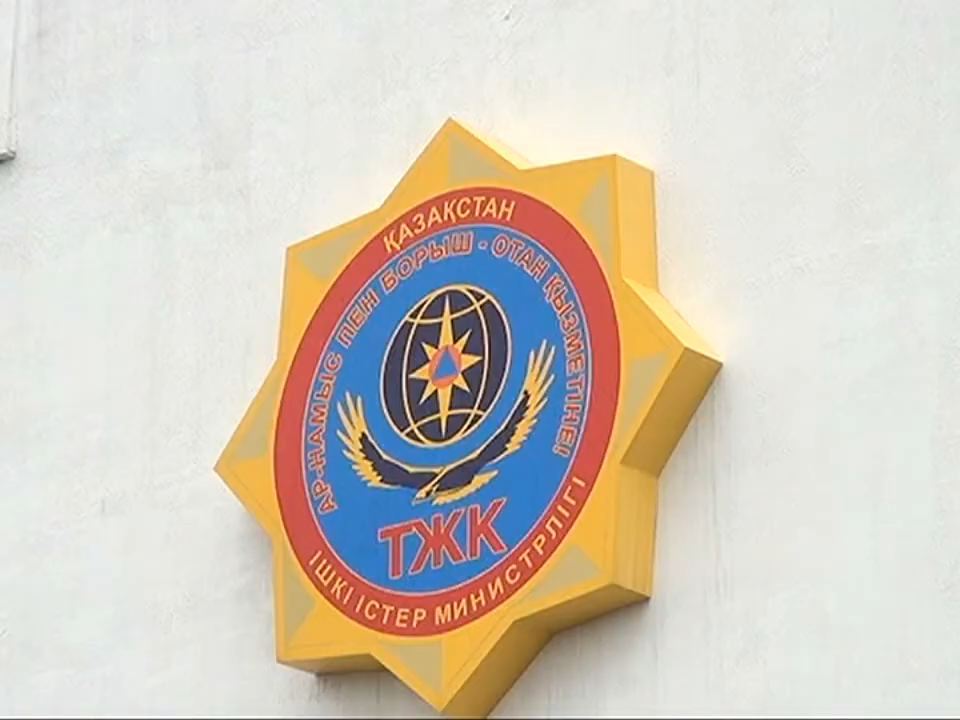 ҚАЗАҚСТАН
АР-НАМЫС ПЕН БОРЫШ - ОТАН ҚЫЗМЕТІНЕ!
ТЖК
ІШКІ ІСТЕР МИНИСТРЛІГІ